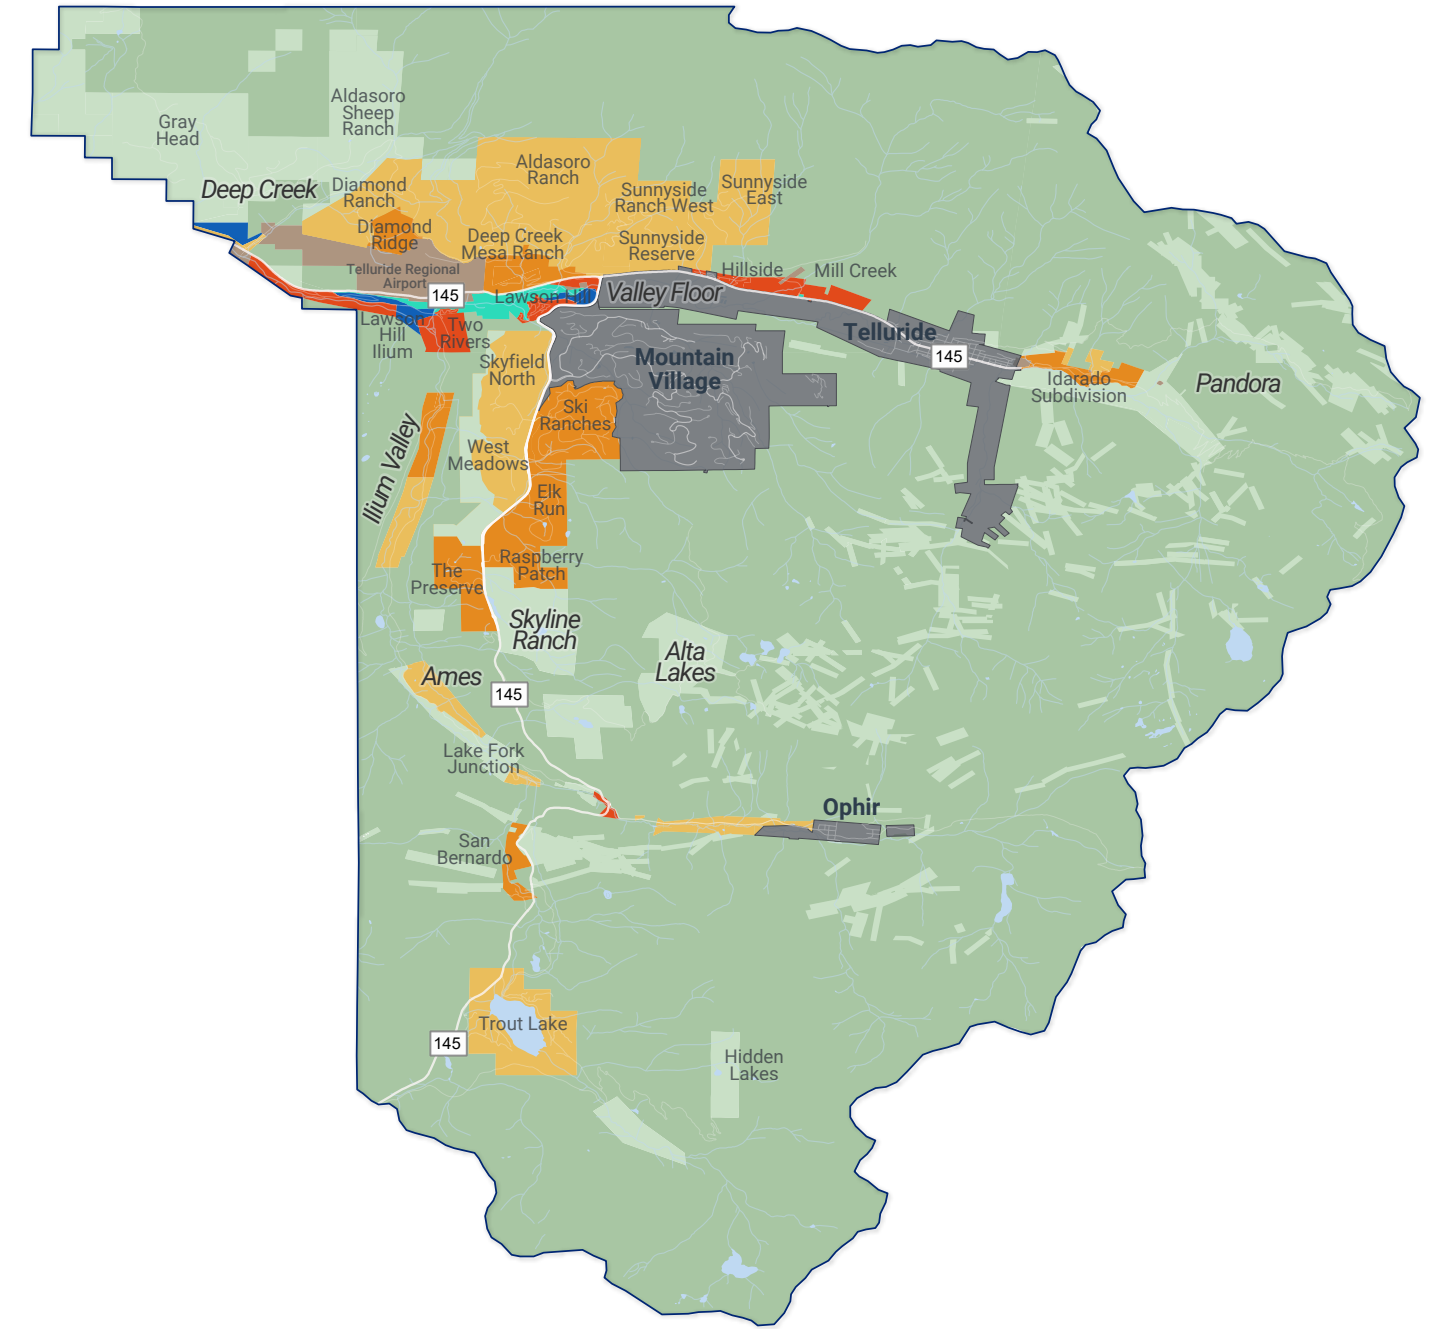 Aldasoro
Sheep
Ranch
Gray
Head
Deep Creek
Diamond
Ranch
Aldasoro
Ranch
Sunnyside
Ranch West
Sunnyside
East
Diamond
Ridge
Deep Creek
Mesa Ranch
Sunnyside
Reserve
Telluride Regional
Airport
Hillside
Mill Creek
145
Lawson Hill
Valley Floor
Lawson
Hill
Ilium
Two
Rivers
Telluride
145
Skyfield
North
Mountain
Village
Idarado
Subdivision
Pandora
Ski
Ranches
Ilium Valley
West
Meadows
Elk
Run
The
Preserve
Raspberry
Patch
Skyline
Ranch
Alta
Lakes
Ames
145
Lake Fork
Junction
Ophir
San
Bernardo
Trout Lake
145
Hidden
Lakes